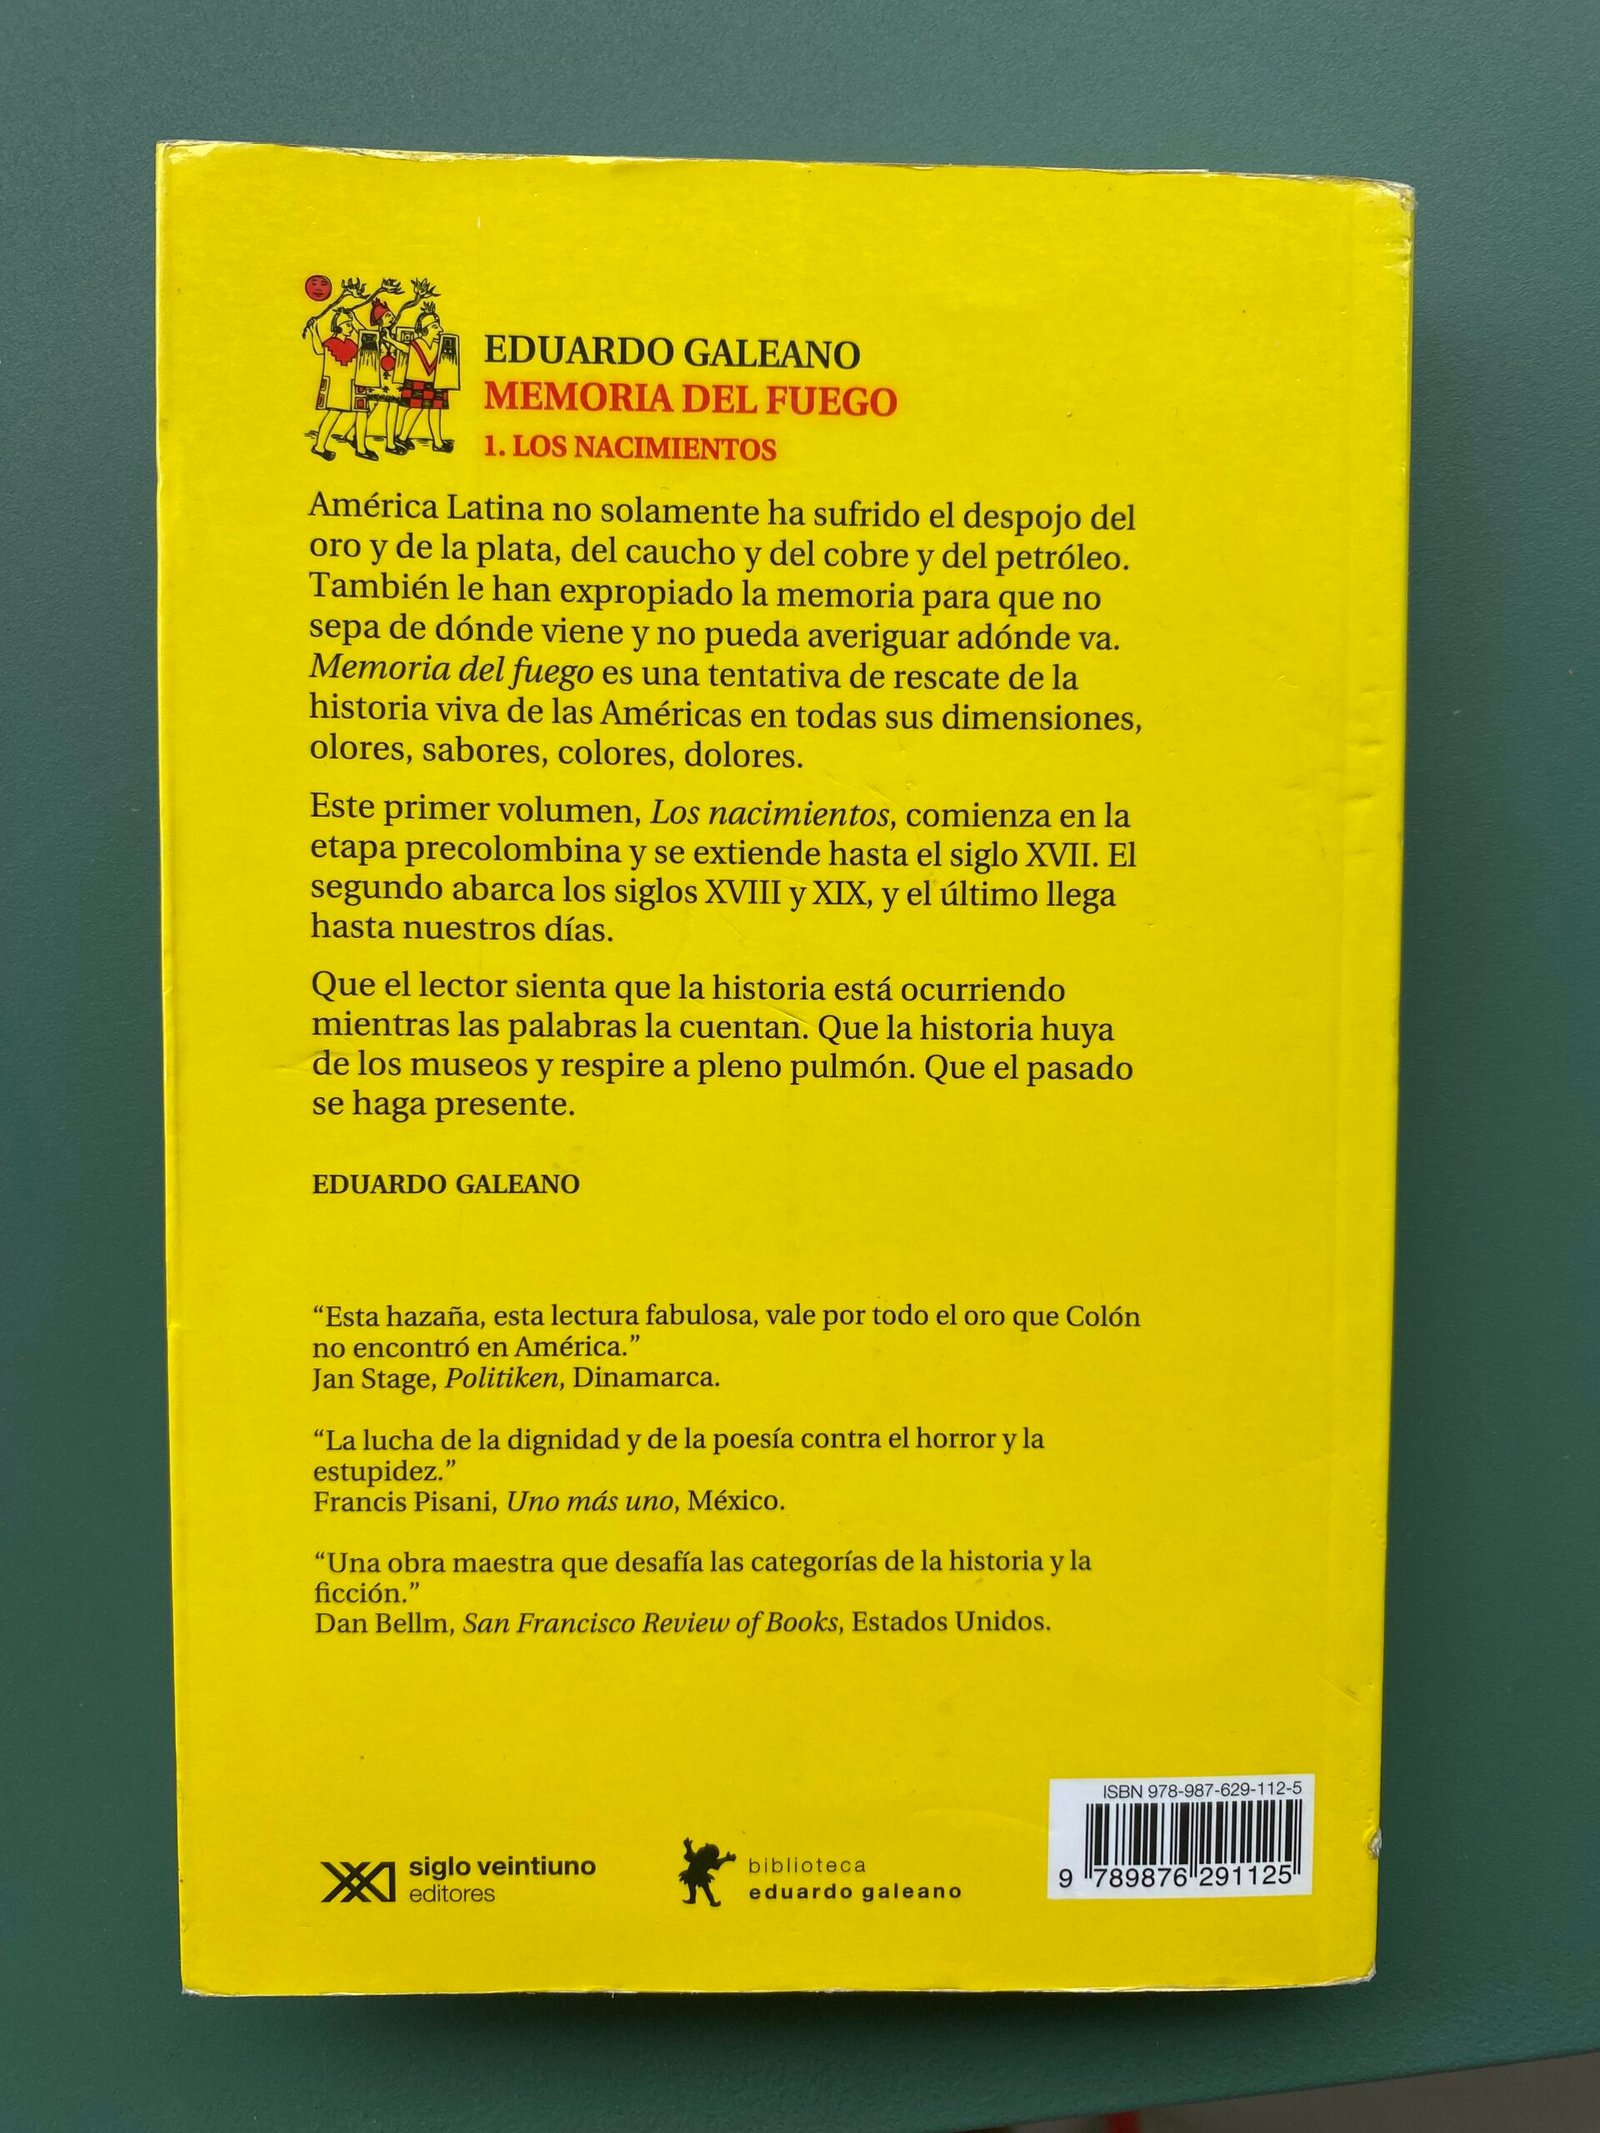 EDUARDO GALEANO
MEMORIA DEL FUEGO
1. LOS NACIMIENTOS
América Latina no solamente ha sufrido el despojo del
oro y de la plata, del caucho y del cobre y del petróleo.
También le han expropiado la memoria para que no
sepa de dónde viene y no pueda averiguar adónde va.
Memoria del fuego es una tentativa de rescate de la
historia viva de las Américas en todas sus dimensiones,
olores, sabores, colores, dolores.
Este primer volumen, Los nacimientos, comienza en la
etapa precolombina y se extiende hasta el siglo XVII. El
segundo abarca los siglos XVIII y XIX, y el último llega
hasta nuestros días.
Que el lector sienta que la historia está ocurriendo
mientras las palabras la cuentan. Que la historia huya
de los museos y respire a pleno pulmón. Que el pasado
se haga presente.
EDUARDO GALEANO
“Esta hazaña, esta lectura fabulosa, vale por todo el oro que Colón
no encontró en América.”
Jan Stage, Politiken, Dinamarca.
“La lucha de la dignidad y de la poesía contra el horror y la
estupidez.”
Francis Pisani, Uno más uno, México.
“Una obra maestra que desafía las categorías de la historia y la
ficción.”
Dan Bellm, San Francisco Review of Books, Estados Unidos.
siglo veintiuno
editores
biblioteca
eduardo galeano
ISBN 978-987-629-112-5
9 789876 291125